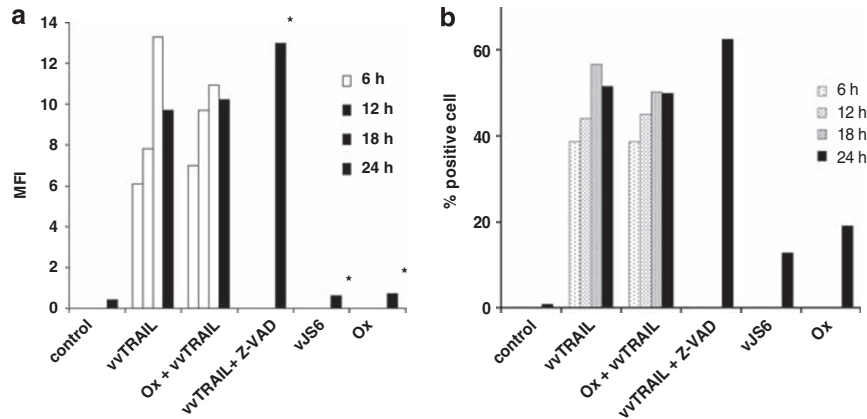 a
14
12
10
8
6
4
2
0
MFI
*
*
*
6 h
12 h
18 h
24 h
control
vvTRAIL
Ox + vvTRAIL
vvTRAIL+ Z-VAD
vJS6
Ox
b
60
40
20
0
% positive cell
6 h
12 h
18 h
24 h
control
vvTRAIL
Ox + vvTRAIL
vvTRAIL + Z-VAD
vJS6
Ox